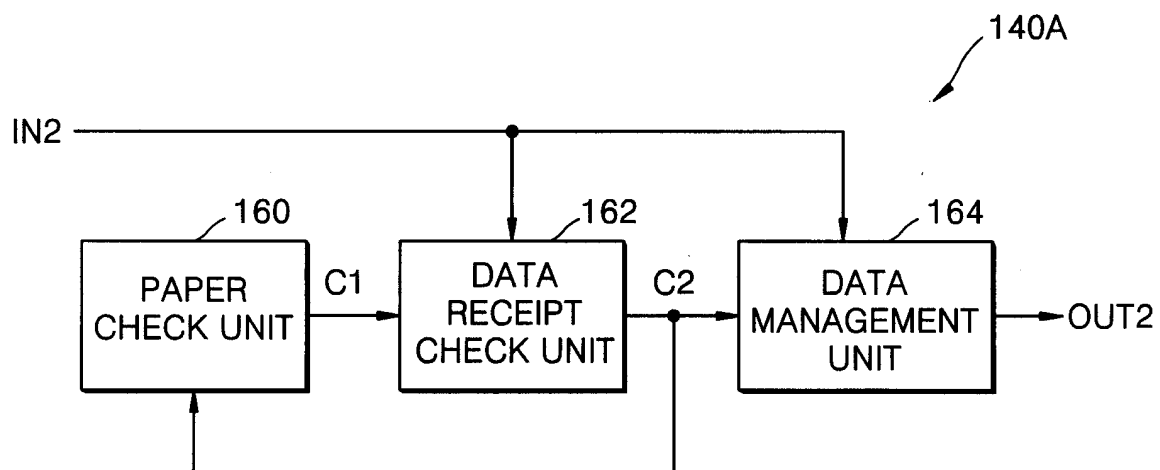 140A
IN2
160
162
164
PAPER
CHECK UNIT
C1
DATA
RECEIPT
CHECK UNIT
C2
DATA
MANAGEMENT
UNIT
OUT2